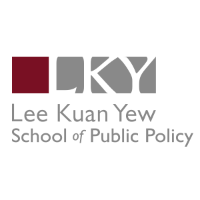 LKY
Lee Kuan Yew
School of Public Policy